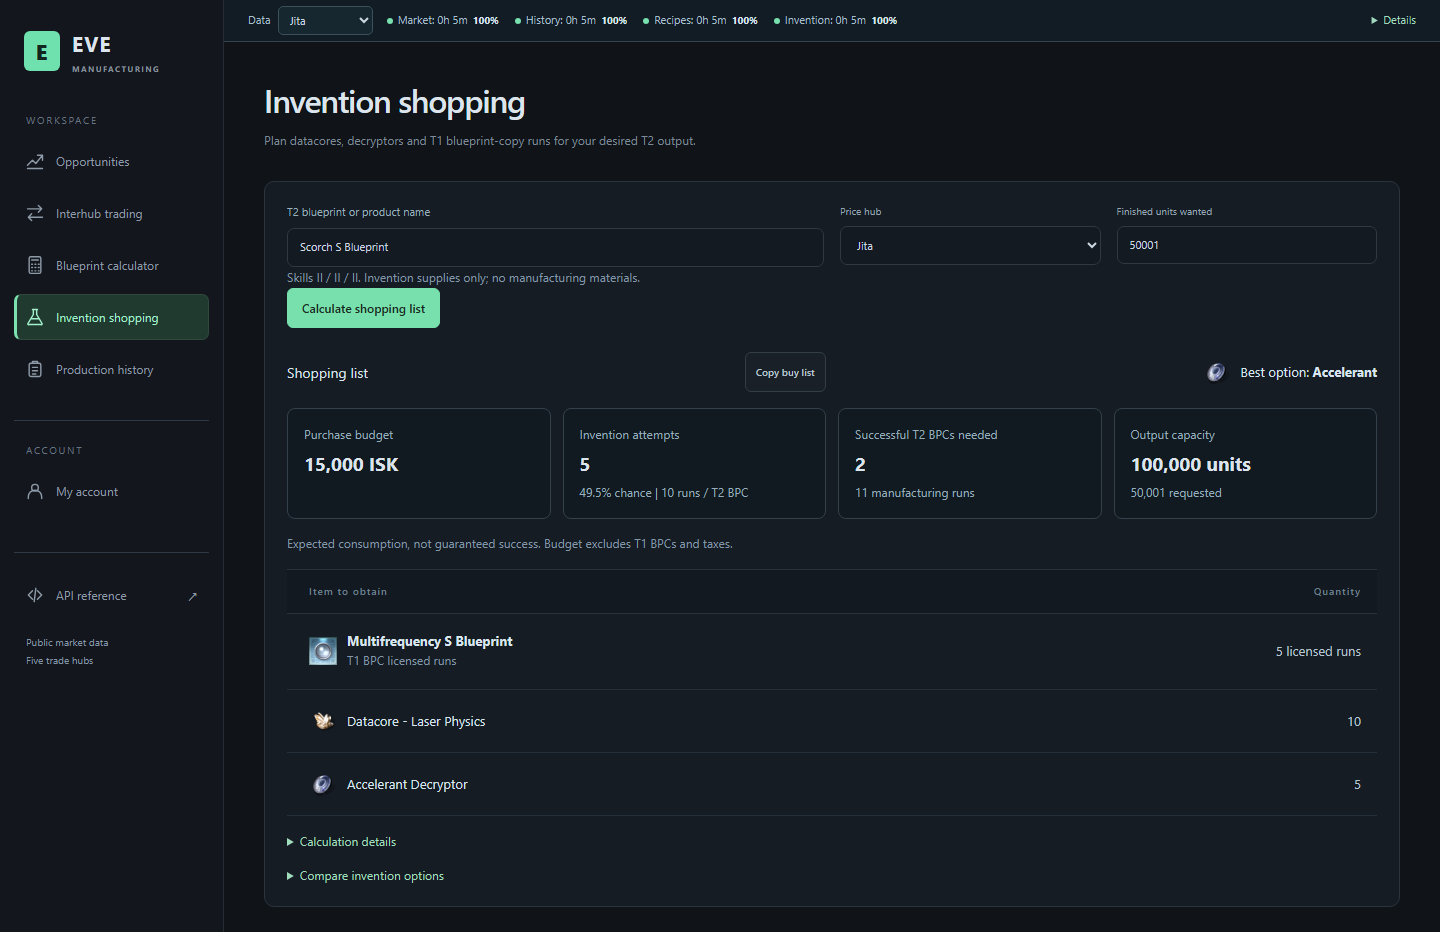 Data Jita Market: 0h 5m 100% History: 0h 5m 100% Recipes: 0h 5m 100% Invention: 0h 5m 100% Details
E EVE
MANUFACTURING
WORKSPACE
Opportunities
Interhub trading
Blueprint calculator
Invention shopping
Production history
ACCOUNT
My account
API reference ↗
Public market data
Five trade hubs
Invention shopping
Plan datacores, decryptors and T1 blueprint-copy runs for your desired T2 output.
T2 blueprint or product name Price hub Finished units wanted
Scorch S Blueprint Jita 50001
Skills II / II / II. Invention supplies only; no manufacturing materials.
Calculate shopping list
Shopping list Copy buy list Best option: Accelerant
Purchase budget
15,000 ISK
Invention attempts
5
49.5% chance | 10 runs / T2 BPC
Successful T2 BPCs needed
2
11 manufacturing runs
Output capacity
100,000 units
50,001 requested
Expected consumption, not guaranteed success. Budget excludes T1 BPCs and taxes.
Item to obtain Quantity
Multifrequency S Blueprint
T1 BPC licensed runs
5 licensed runs
Datacore - Laser Physics 10
Accelerant Decryptor 5
Calculation details
Compare invention options